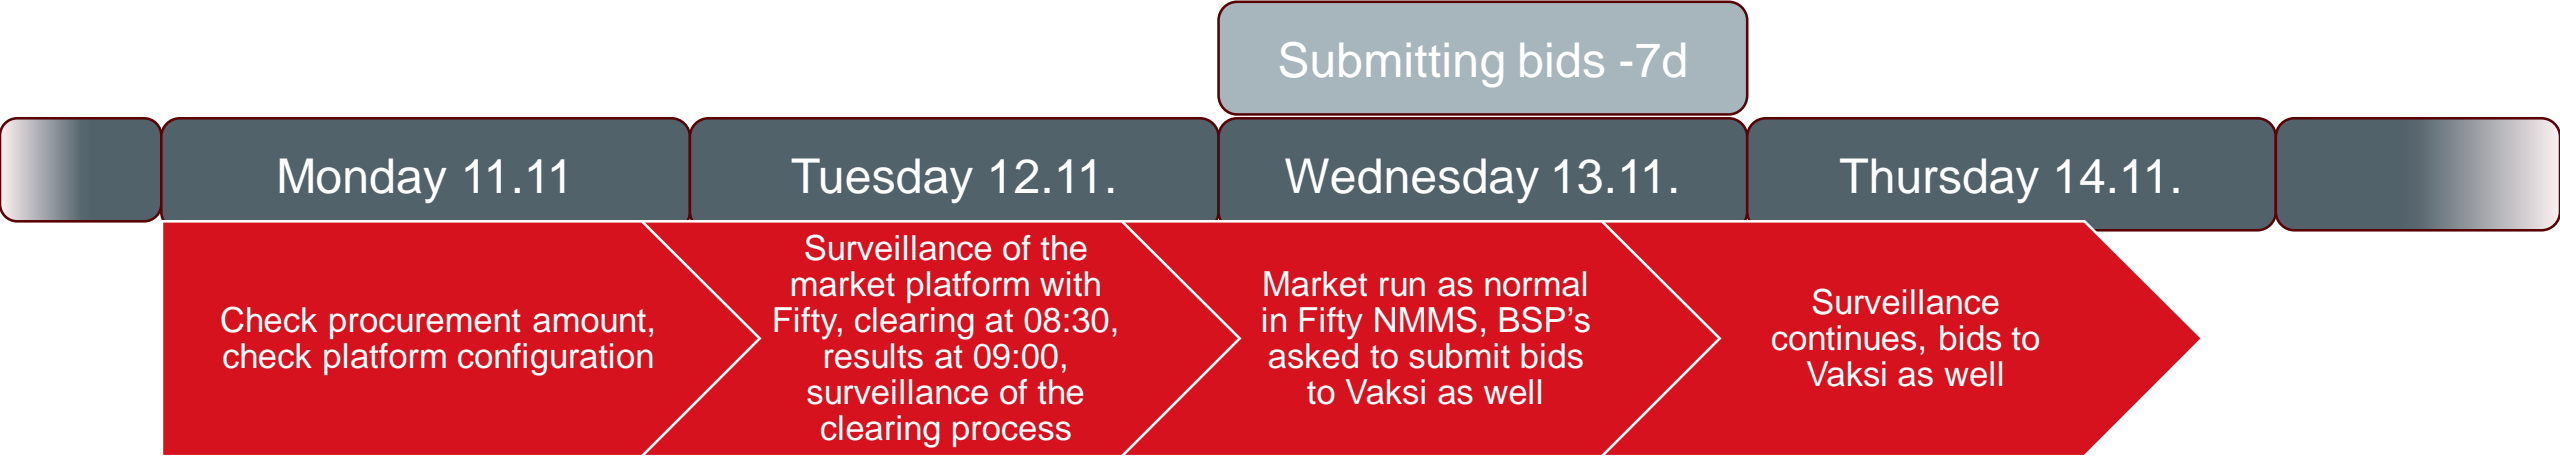 Submitting bids -7d
Monday 11.11
Tuesday 12.11.
Wednesday 13.11.
Thursday 14.11.
Check procurement amount,
check platform configuration
Surveillance of the
market platform with
Fifty, clearing at 08:30,
results at 09:00,
surveillance of the
clearing process
Market run as normal
in Fifty NMMS, BSP’s
asked to submit bids
to Vaksi as well
Surveillance
continues, bids to
Vaksi as well